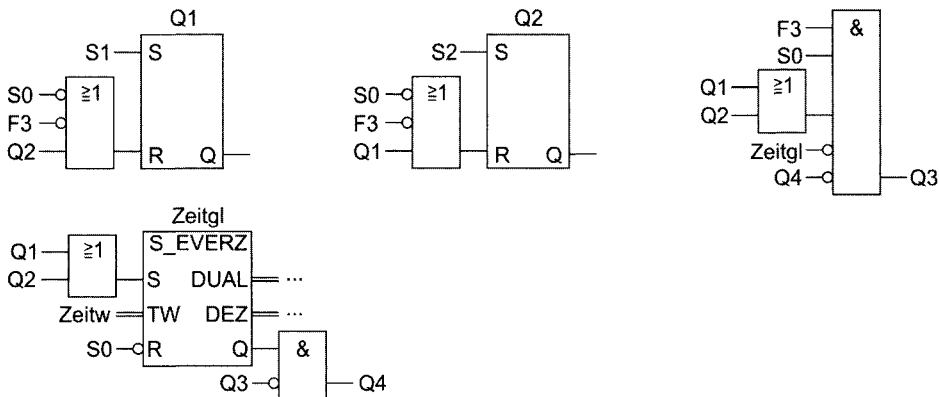 Q1
S1 S
S0 ≧1
F3
Q2 R Q
Q2
S2 S
S0 ≧1
F3
Q1 R Q
F3 &
S0
Q1 ≧1
Q2
Zeitgl
Q4 Q3
Zeitgl
Q1 ≧1 S_EVERZ
Q2 S DUAL ...
Zeitw TW DEZ ...
S0 R Q &
Q3 Q4